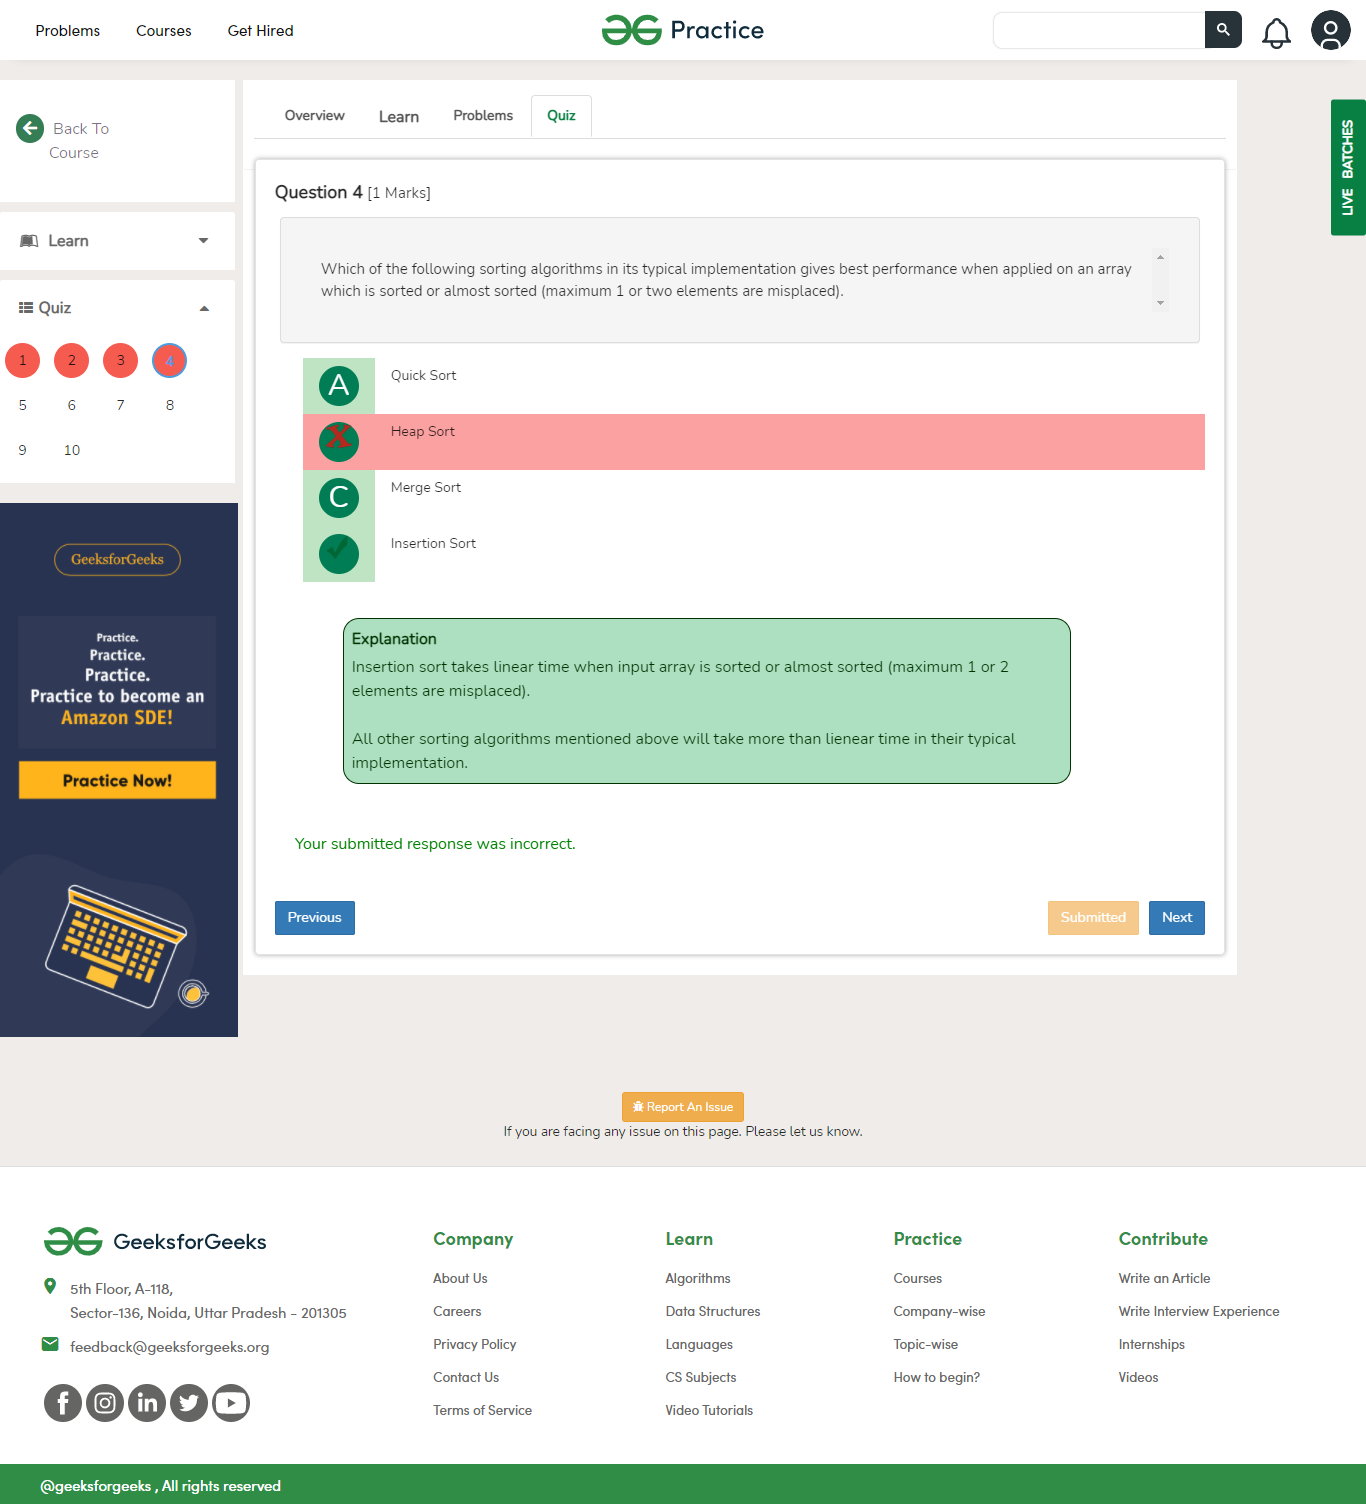 Problems Courses Get Hired
Practice
Back To
Course
Learn
Quiz
1 2 3 4
5 6 7 8
9 10
GeeksforGeeks
Practice.
Practice.
Practice.
Practice to become an
Amazon SDE!
Practice Now!
Overview Learn Problems Quiz
LIVE BATCHES
Question 4 [1 Marks]
Which of the following sorting algorithms in its typical implementation gives best performance when applied on an array
which is sorted or almost sorted (maximum 1 or two elements are misplaced).
A Quick Sort
X Heap Sort
C Merge Sort
Insertion Sort
Explanation
Insertion sort takes linear time when input array is sorted or almost sorted (maximum 1 or 2
elements are misplaced).
All other sorting algorithms mentioned above will take more than lienear time in their typical
implementation.
Your submitted response was incorrect.
Previous Submitted Next
Report An Issue
If you are facing any issue on this page. Please let us know.
GeeksforGeeks
5th Floor, A-118,
Sector-136, Noida, Uttar Pradesh - 201305
feedback@geeksforgeeks.org
Company
About Us
Careers
Privacy Policy
Contact Us
Terms of Service
Learn
Algorithms
Data Structures
Languages
CS Subjects
Video Tutorials
Practice
Courses
Company-wise
Topic-wise
How to begin?
Contribute
Write an Article
Write Interview Experience
Internships
Videos
@geeksforgeeks , All rights reserved